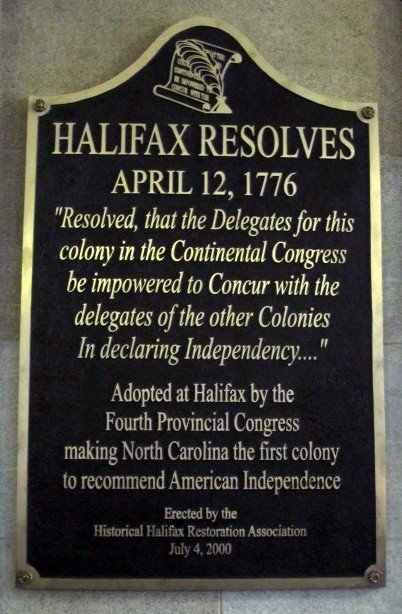 HALIFAX RESOLVES
APRIL 12, 1776
"Resolved, that the Delegates for this
colony in the Continental Congress
be impowered to Concur with the
delegates of the other Colonies
In declaring Independency...."
Adopted at Halifax by the
Fourth Provincial Congress
making North Carolina the first colony
to recommend American Independence
Erected by the
Historical Halifax Restoration Association
July 4, 2000